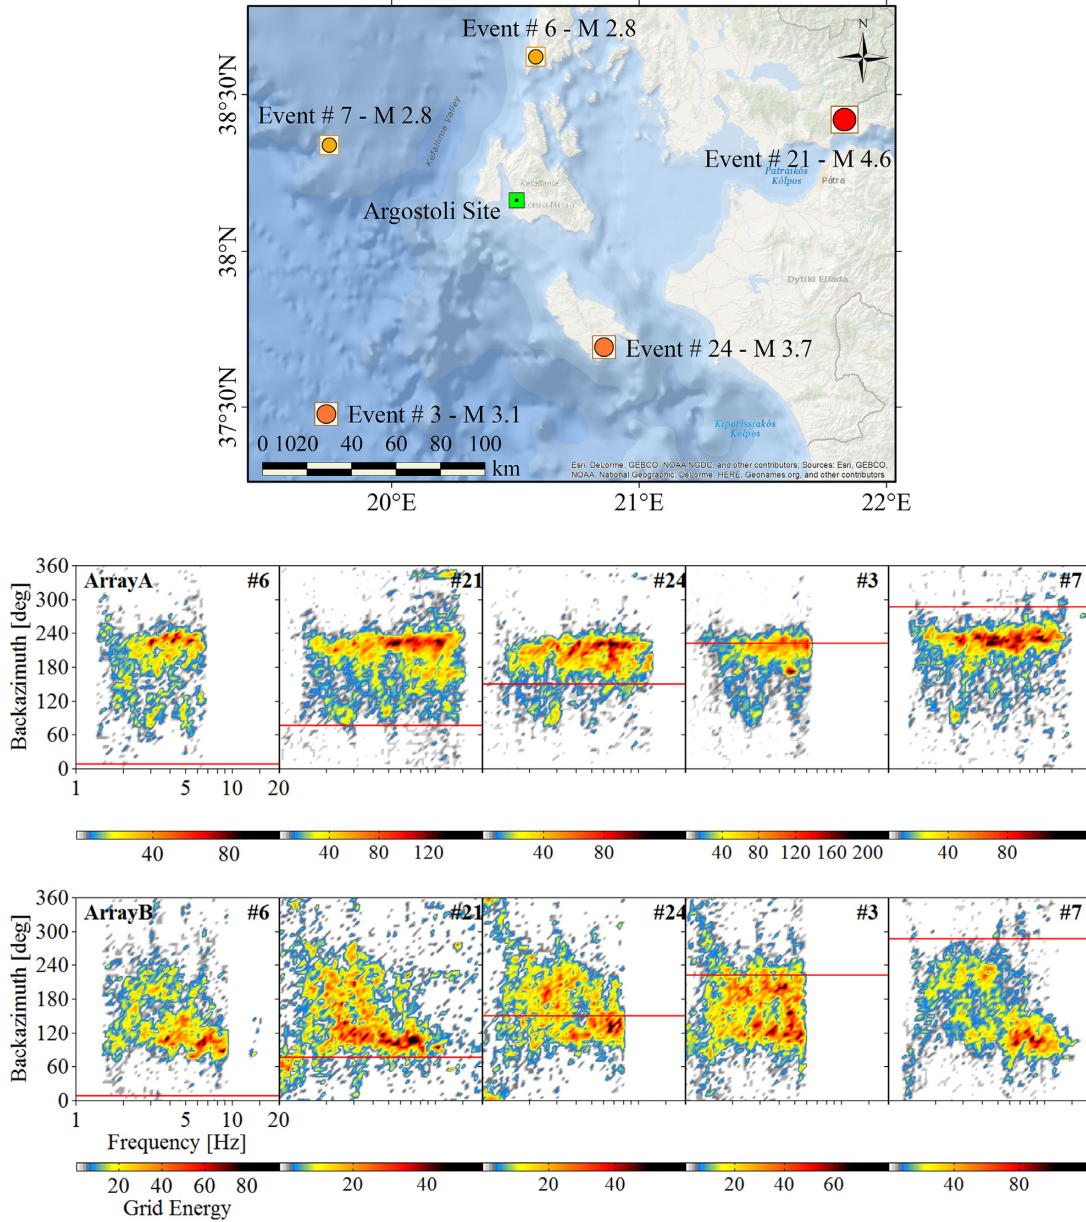 Event # 6 - M 2.8
N
38°30'N
Event # 7 - M 2.8
Kefallinia Valley
Event # 21 - M 4.6
Patraikós
Kólpos
Pátra
Kefallonia
Argostoli Site
38°N
Dytiki Ellada
Event # 24 - M 3.7
37°30'N
Event # 3 - M 3.1
Kiparissiakós
Kólpos
0 1020 40 60 80 100
km
Esri, DeLorme, GEBCO, NOAA NGDC, and other contributors; Sources: Esri, GEBCO,
NOAA, National Geographic, DeLorme, HERE, Geonames.org, and other contributors
20°E 21°E 22°E
Backazimuth [deg]
360
300
240
180
120
60
0
ArrayA #6 #21 #24 #3 #7
1 5 10 20
40 80 40 80 120 40 80 40 80 120 160 200 40 80
Backazimuth [deg]
360
300
240
180
120
60
0
ArrayB #6 #21 #24 #3 #7
1 5 10 20
Frequency [Hz]
20 40 60 80 20 40 20 40 20 40 60 40 80
Grid Energy